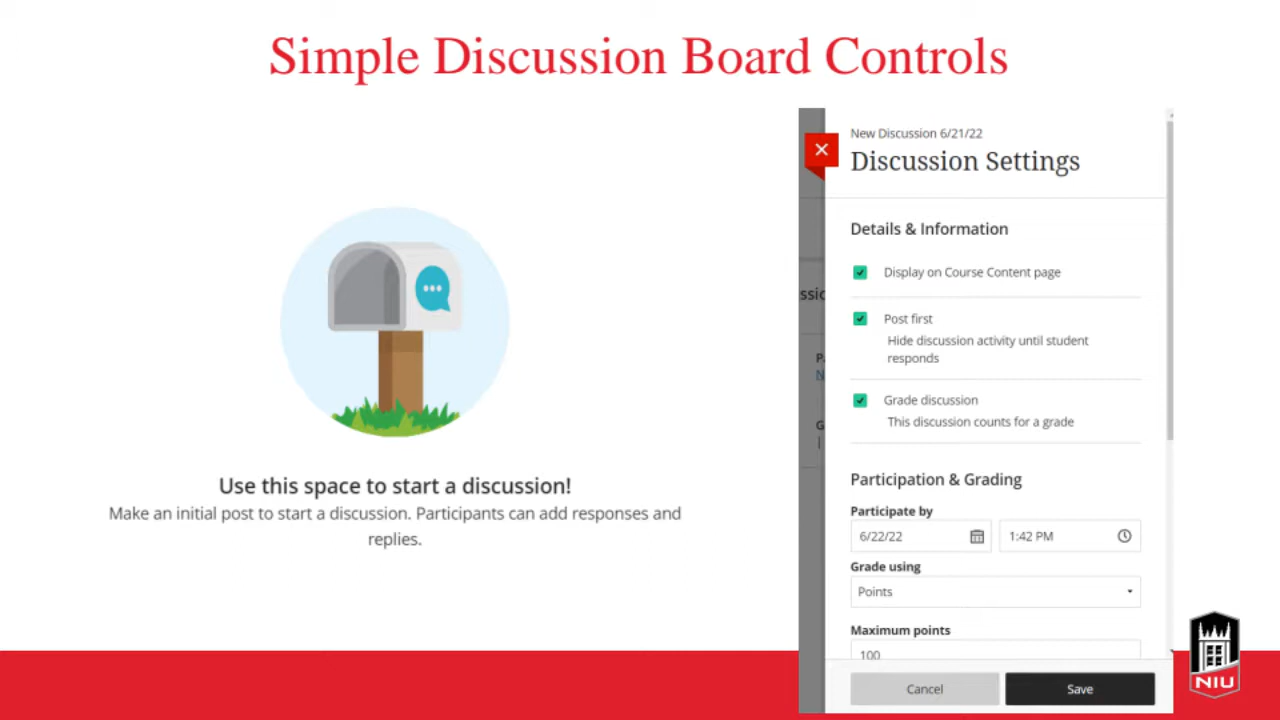 Simple Discussion Board Controls
Use this space to start a discussion!
Make an initial post to start a discussion. Participants can add responses and
replies.
New Discussion 6/21/22
Discussion Settings
Details & Information
Display on Course Content page
Post first
Hide discussion activity until student
responds
Grade discussion
This discussion counts for a grade
Participation & Grading
Participate by
6/22/22
1:42 PM
Grade using
Points
Maximum points
100
Cancel
Save
NIU